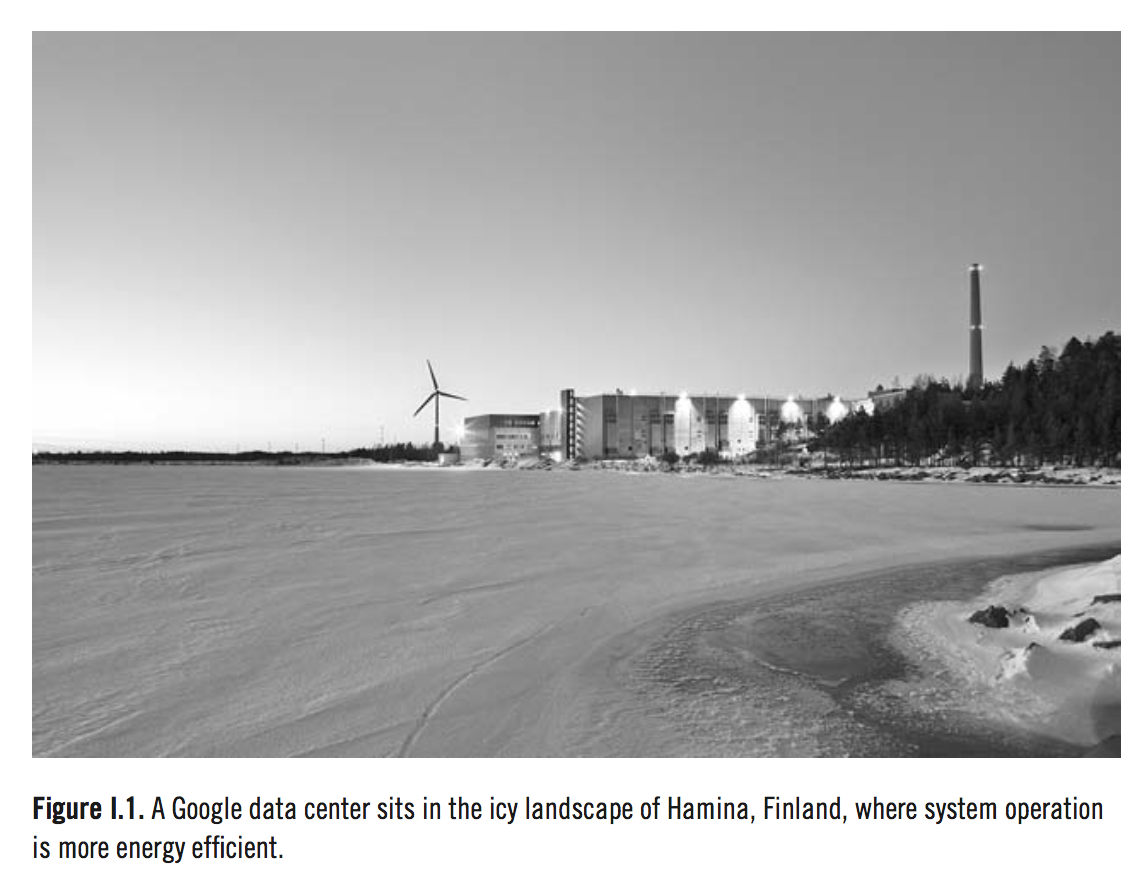 Figure I.1. A Google data center sits in the icy landscape of Hamina, Finland, where system operation
is more energy efficient.